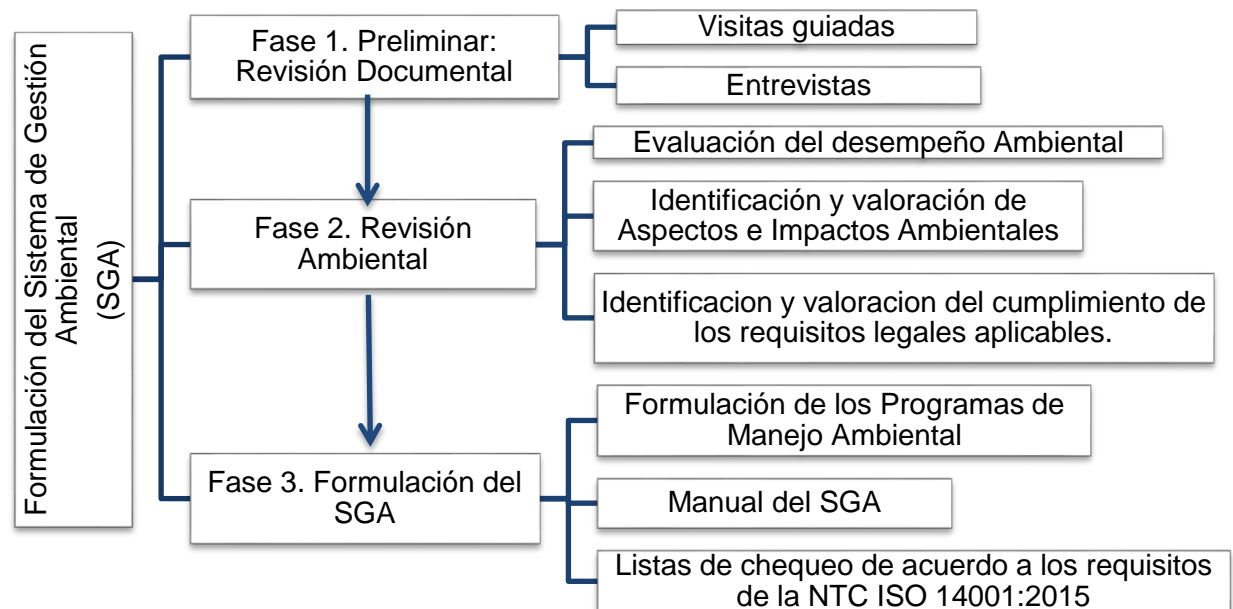 Formulación del Sistema de Gestión
Ambiental
(SGA)
Fase 1. Preliminar:
Revisión Documental
Visitas guiadas
Entrevistas
Fase 2. Revisión
Ambiental
Evaluación del desempeño Ambiental
Identificación y valoración de
Aspectos e Impactos Ambientales
Identificacion y valoracion del cumplimiento de
los requisitos legales aplicables.
Fase 3. Formulación del
SGA
Formulación de los Programas de
Manejo Ambiental
Manual del SGA
Listas de chequeo de acuerdo a los requisitos
de la NTC ISO 14001:2015